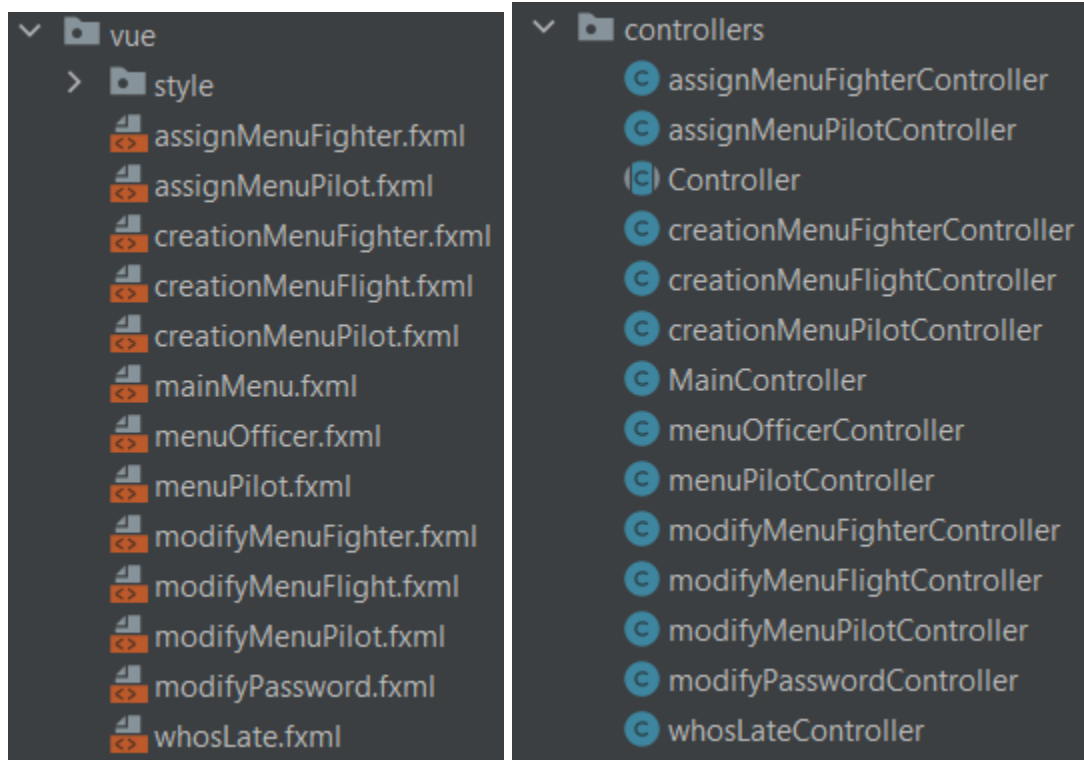 vue
style
assignMenuFighter.fxml
assignMenuPilot.fxml
creationMenuFighter.fxml
creationMenuFlight.fxml
creationMenuPilot.fxml
mainMenu.fxml
menuOfficer.fxml
menuPilot.fxml
modifyMenuFighter.fxml
modifyMenuFlight.fxml
modifyMenuPilot.fxml
modifyPassword.fxml
whosLate.fxml
controllers
assignMenuFighterController
assignMenuPilotController
Controller
creationMenuFighterController
creationMenuFlightController
creationMenuPilotController
MainController
menuOfficerController
menuPilotController
modifyMenuFighterController
modifyMenuFlightController
modifyMenuPilotController
modifyPasswordController
whosLateController